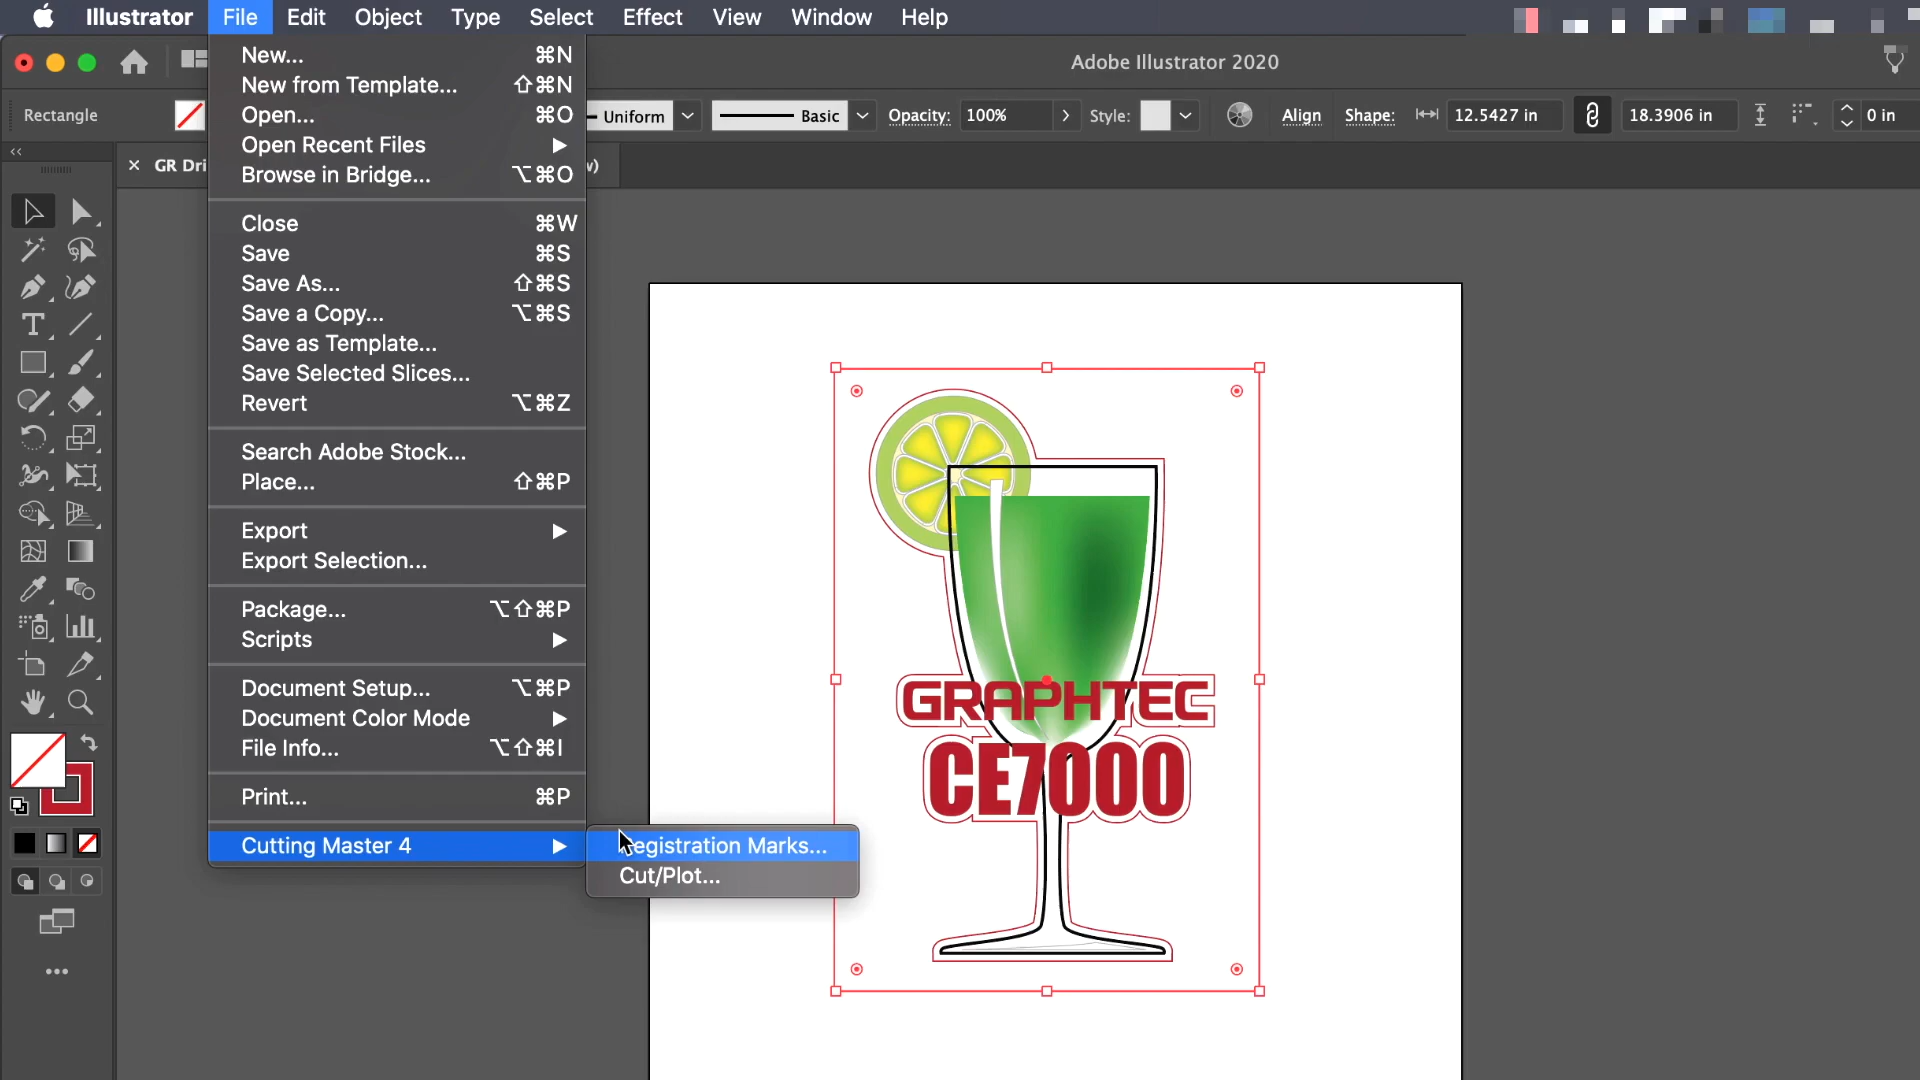 Illustrator File Edit Object Type Select Effect View Window Help
Adobe Illustrator 2020
Rectangle
Uniform
Basic
Opacity: 100%
Style:
Align
Shape:
12.5427 in
18.3906 in
0 in
GR Dri
w)
New... ⌘N
New from Template... ⇧⌘N
Open... ⌘O
Open Recent Files ▶
Browse in Bridge... ⌥⌘O
Close ⌘W
Save ⌘S
Save As... ⇧⌘S
Save a Copy... ⌥⌘S
Save as Template...
Save Selected Slices...
Revert ⌥⌘Z
Search Adobe Stock...
Place... ⇧⌘P
Export ▶
Export Selection...
Package... ⌥⇧⌘P
Scripts ▶
Document Setup... ⌥⌘P
Document Color Mode ▶
File Info... ⌥⇧⌘I
Print... ⌘P
Cutting Master 4 ▶
egistration Marks...
Cut/Plot...
GRAPHTEC
CE7000